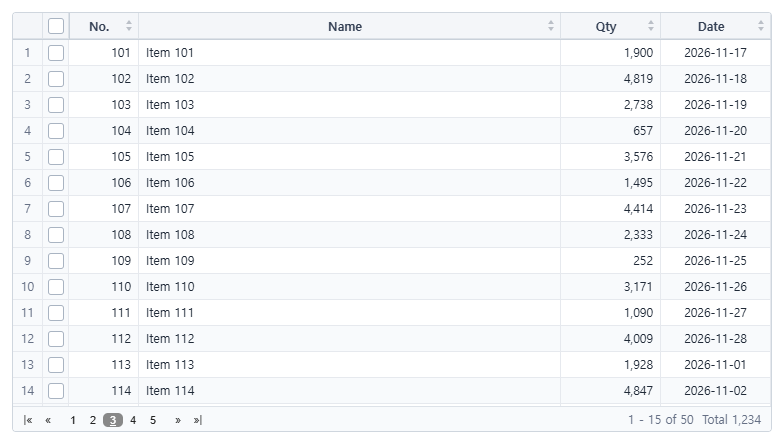 No. Name Qty Date
1 101 Item 101 1,900 2026-11-17
2 102 Item 102 4,819 2026-11-18
3 103 Item 103 2,738 2026-11-19
4 104 Item 104 657 2026-11-20
5 105 Item 105 3,576 2026-11-21
6 106 Item 106 1,495 2026-11-22
7 107 Item 107 4,414 2026-11-23
8 108 Item 108 2,333 2026-11-24
9 109 Item 109 252 2026-11-25
10 110 Item 110 3,171 2026-11-26
11 111 Item 111 1,090 2026-11-27
12 112 Item 112 4,009 2026-11-28
13 113 Item 113 1,928 2026-11-01
14 114 Item 114 4,847 2026-11-02
|« « 1 2 3 4 5 » »| 1 - 15 of 50 Total 1,234